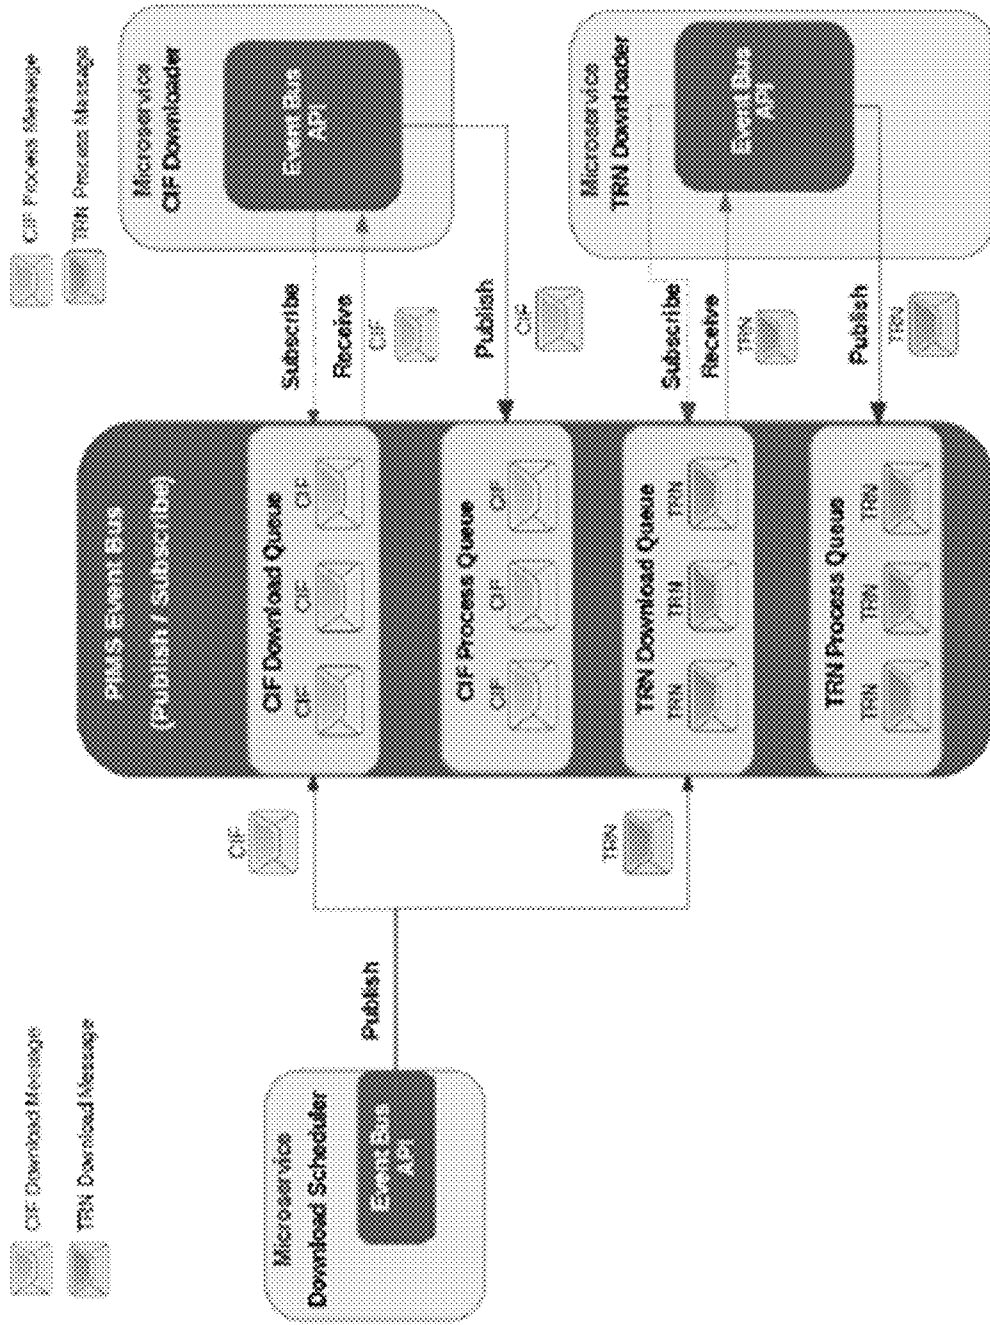 CIF Download Message
CIF Process Message
TRN Download Message
TRN Process Message
PIMS Event Bus
(Publish / Subscribe)
Microservice
CIF Downloader
Event Bus
API
CIF
CIF Download Queue
CIF
CIF
CIF
Subscribe
Receive
CIF
Microservice
Download Scheduler
Event Bus
API
Publish
CIF Process Queue
CIF
CIF
CIF
Publish
CIF
Microservice
TRN Downloader
Event Bus
API
TRN
TRN Download Queue
TRN
TRN
TRN
Subscribe
Receive
TRN
TRN Process Queue
TRN
TRN
TRN
Publish
TRN